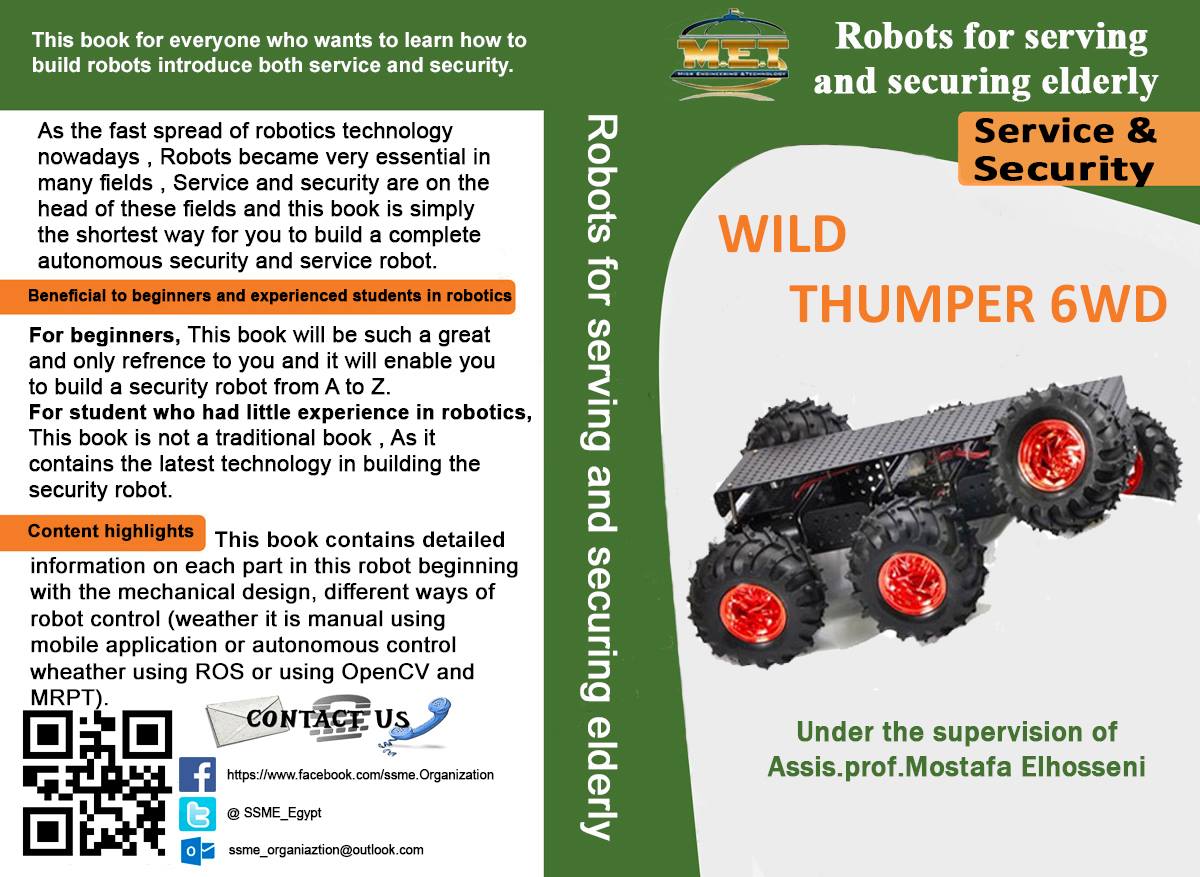 This book for everyone who wants to learn how to
build robots introduce both service and security.
As the fast spread of robotics technology
nowadays , Robots became very essential in
many fields , Service and security are on the
head of these fields and this book is simply
the shortest way for you to build a complete
autonomous security and service robot.
Beneficial to beginners and experienced students in robotics
For beginners, This book will be such a great
and only refrence to you and it will enable you
to build a security robot from A to Z.
For student who had little experience in robotics,
This book is not a traditional book , As it
contains the latest technology in building the
security robot.
Content highlights
This book contains detailed
information on each part in this robot beginning
with the mechanical design, different ways of
robot control (weather it is manual using
mobile application or autonomous control
wheather using ROS or using OpenCV and
MRPT).
CONTACT US
https://www.facebook.com/ssme.Organization
@ SSME_Egypt
ssme_organiaztion@outlook.com
Robots for serving and securing elderly
M.E.T
Misr Engineering &Technology
Robots for serving
and securing elderly
Service &
Security
WILD
THUMPER 6WD
Under the supervision of
Assis.prof.Mostafa Elhosseni